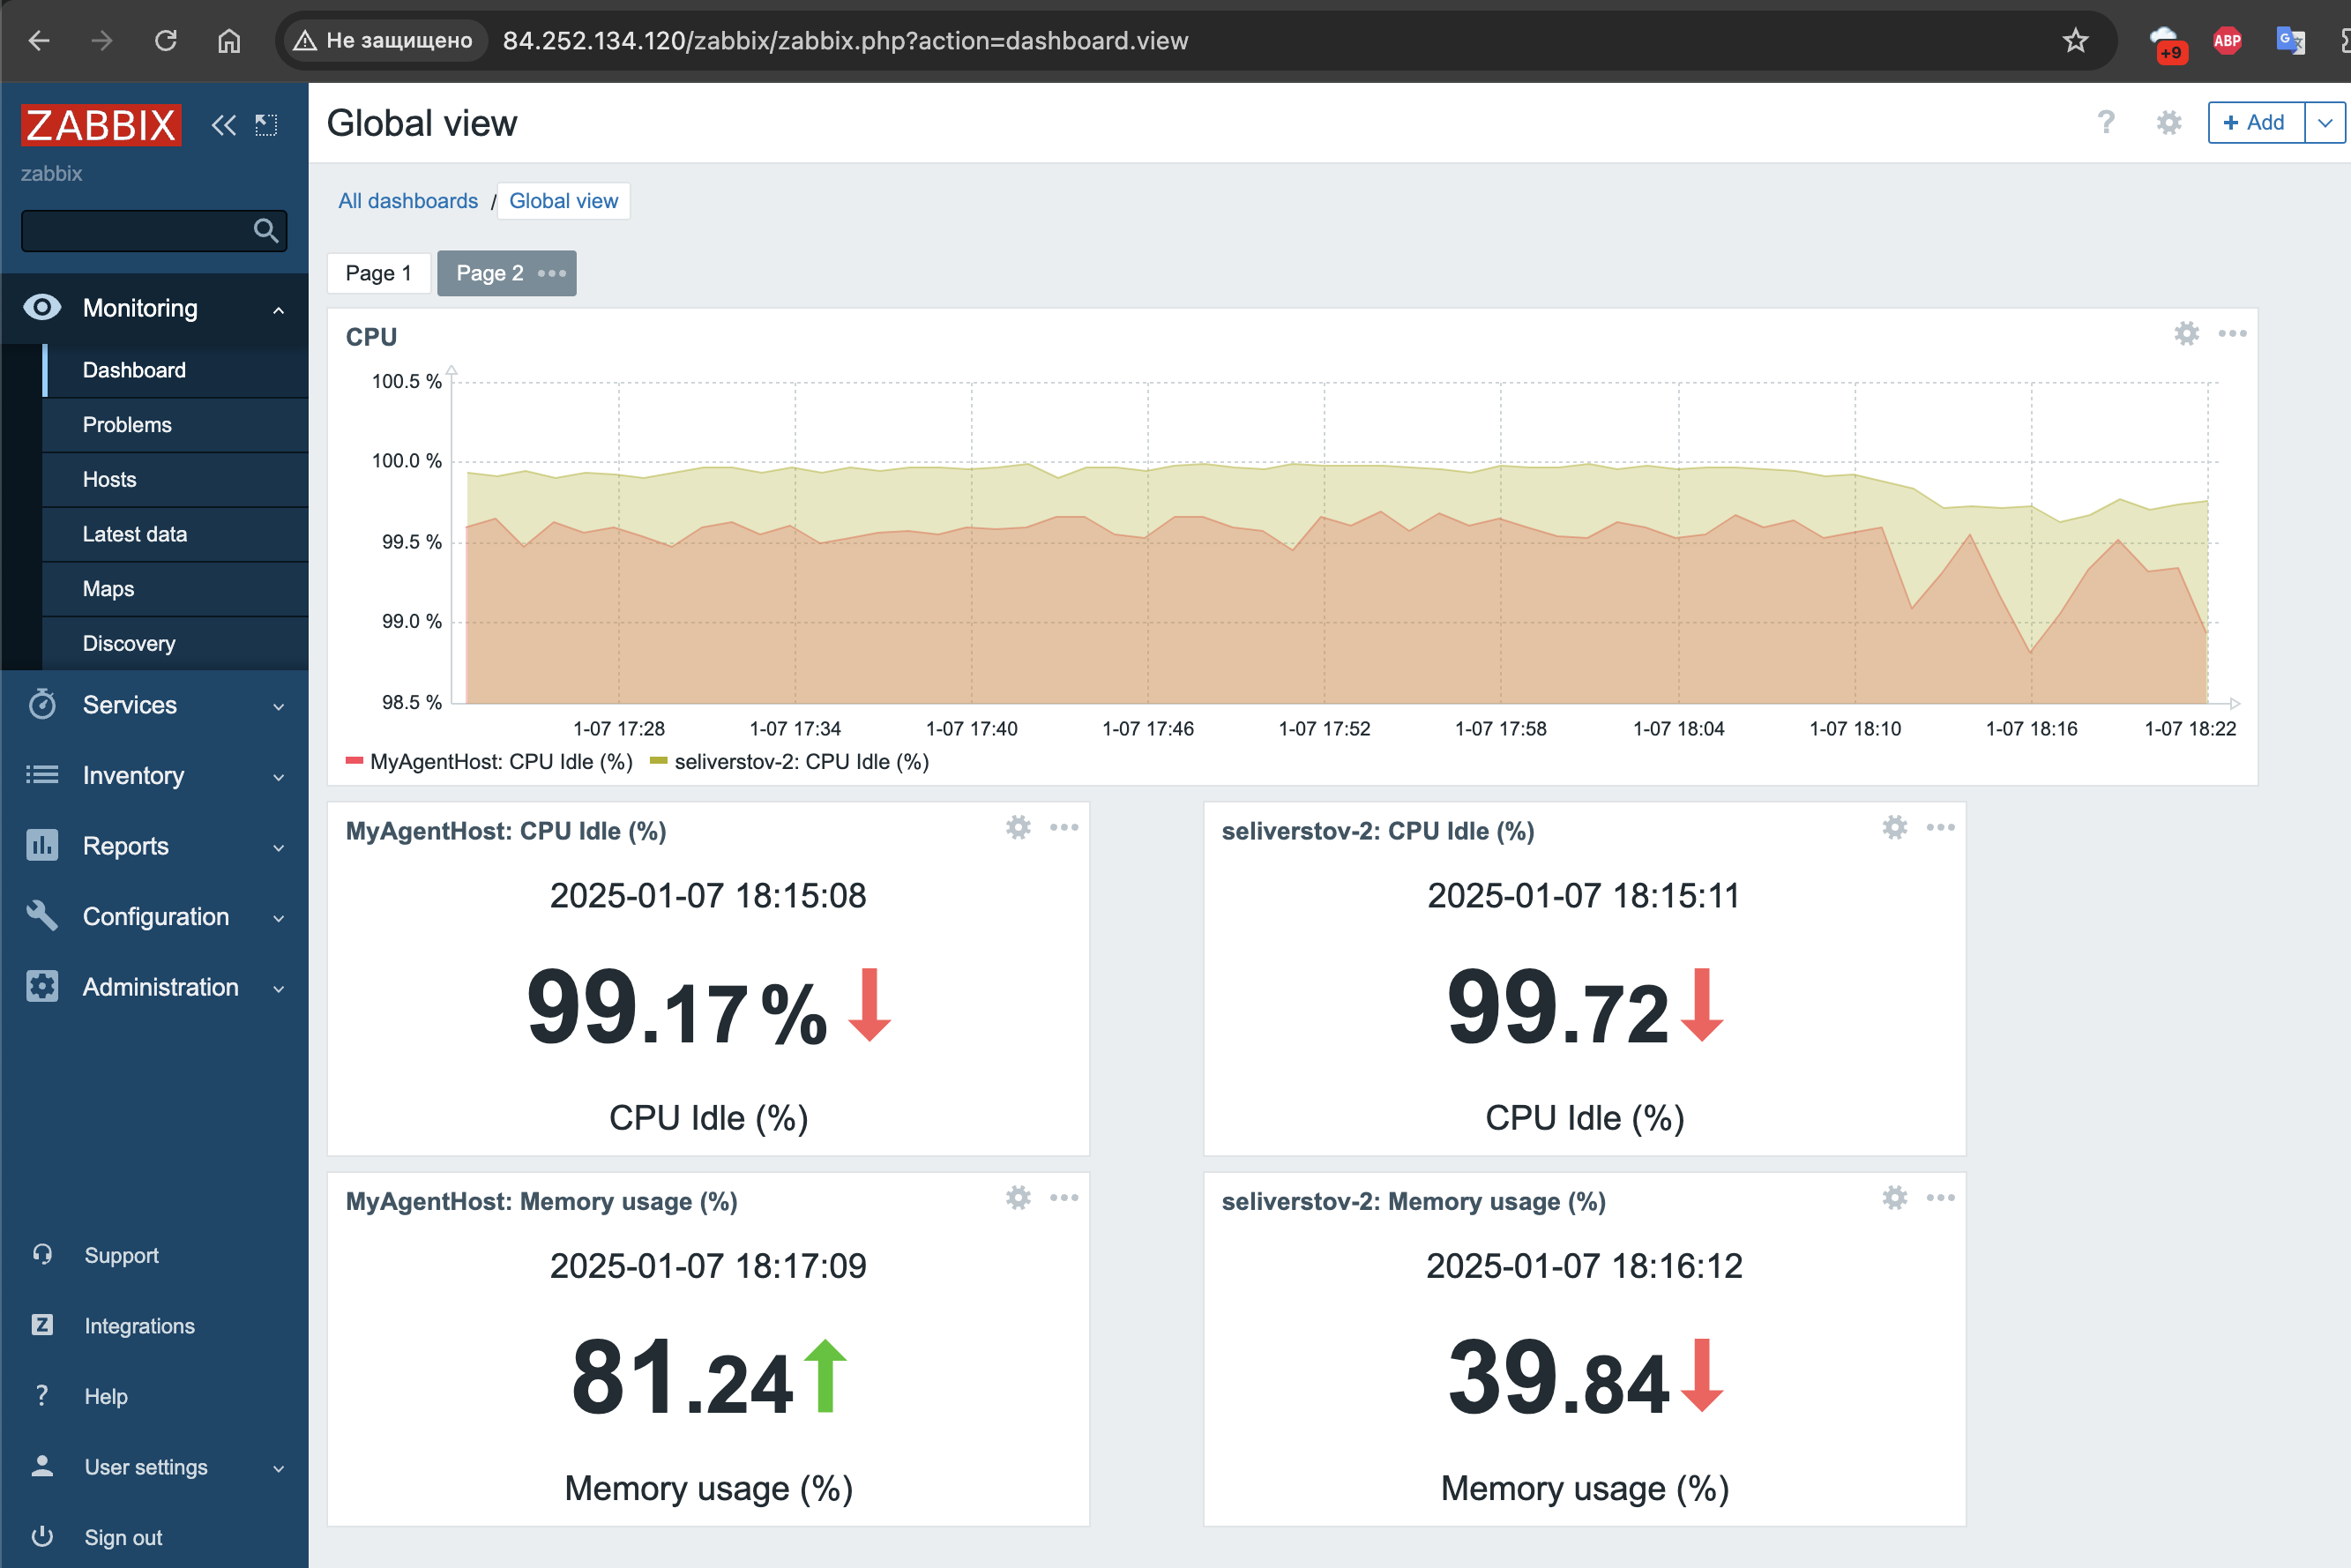 Не защищено 84.252.134.120/zabbix/zabbix.php?action=dashboard.view
+9 ABP G
ZABBIX
zabbix
Monitoring
Dashboard
Problems
Hosts
Latest data
Maps
Discovery
Services
Inventory
Reports
Configuration
Administration
Support
Z Integrations
? Help
User settings
Sign out
Global view
? + Add
All dashboards / Global view
Page 1 Page 2
CPU
100.5 %
100.0 %
99.5 %
99.0 %
98.5 %
1-07 17:28 1-07 17:34 1-07 17:40 1-07 17:46 1-07 17:52 1-07 17:58 1-07 18:04 1-07 18:10 1-07 18:16 1-07 18:22
MyAgentHost: CPU Idle (%) seliverstov-2: CPU Idle (%)
MyAgentHost: CPU Idle (%)
2025-01-07 18:15:08
99.17 %
CPU Idle (%)
seliverstov-2: CPU Idle (%)
2025-01-07 18:15:11
99.72
CPU Idle (%)
MyAgentHost: Memory usage (%)
2025-01-07 18:17:09
81.24
Memory usage (%)
seliverstov-2: Memory usage (%)
2025-01-07 18:16:12
39.84
Memory usage (%)